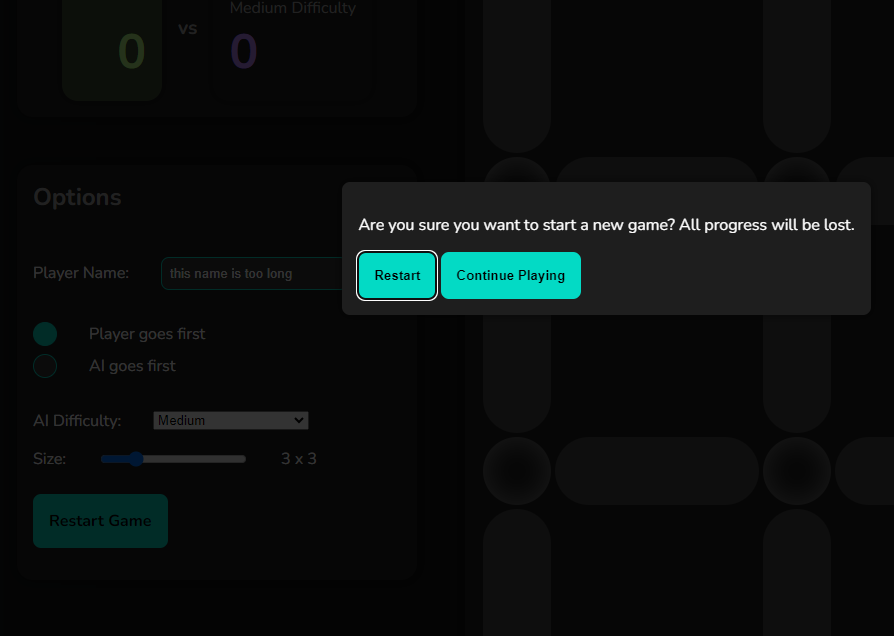 Medium Difficulty
0 vs 0
Options
Are you sure you want to start a new game? All progress will be lost.
Restart Continue Playing
Player Name: this name is too long
Player goes first
AI goes first
AI Difficulty: Medium
Size: 3 x 3
Restart Game